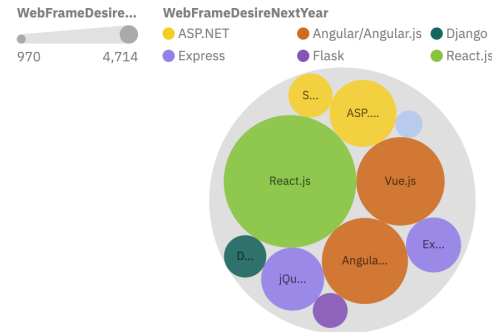 WebFrameDesire... WebFrameDesireNextYear
ASP.NET Angular/Angular.js Django
970 4,714 Express Flask React.js
S...
ASP....
React.js Vue.js
Ex...
D... Angula...
jQu...